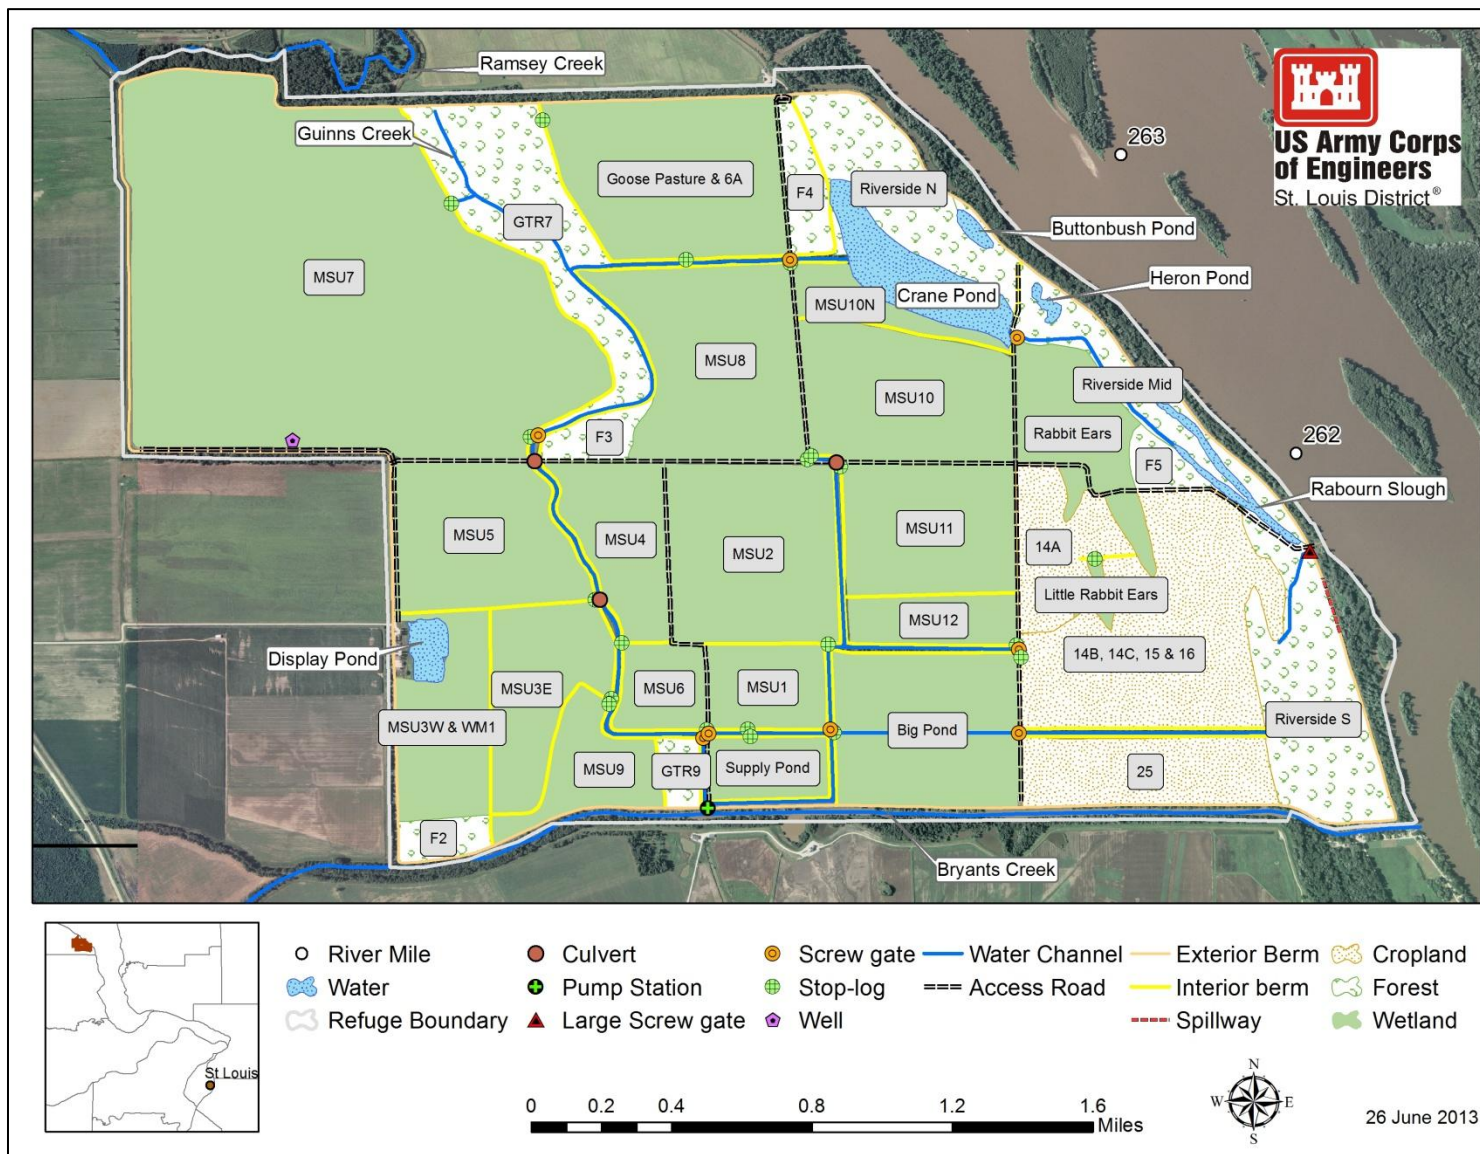 Ramsey Creek
Guinns Creek
263
US Army Corps
of Engineers
St. Louis District®
Goose Pasture & 6A
F4
Riverside N
GTR7
Buttonbush Pond
MSU7
Heron Pond
Crane Pond
MSU10N
MSU8
MSU10
Riverside Mid
Rabbit Ears
262
F3
F5
Rabourn Slough
MSU5
MSU4
MSU2
MSU11
14A
Little Rabbit Ears
MSU12
Display Pond
14B, 14C, 15 & 16
MSU3E
MSU6
MSU1
MSU3W & WM1
Big Pond
Riverside S
MSU9
GTR9
Supply Pond
25
F2
Bryants Creek
St Louis
River Mile
Culvert
Screw gate
Water Channel
Exterior Berm
Cropland
Water
Pump Station
Stop-log
Access Road
Interior berm
Forest
Refuge Boundary
Large Screw gate
Well
Spillway
Wetland
0 0.2 0.4 0.8 1.2 1.6
Miles
N
W E
S
26 June 2013